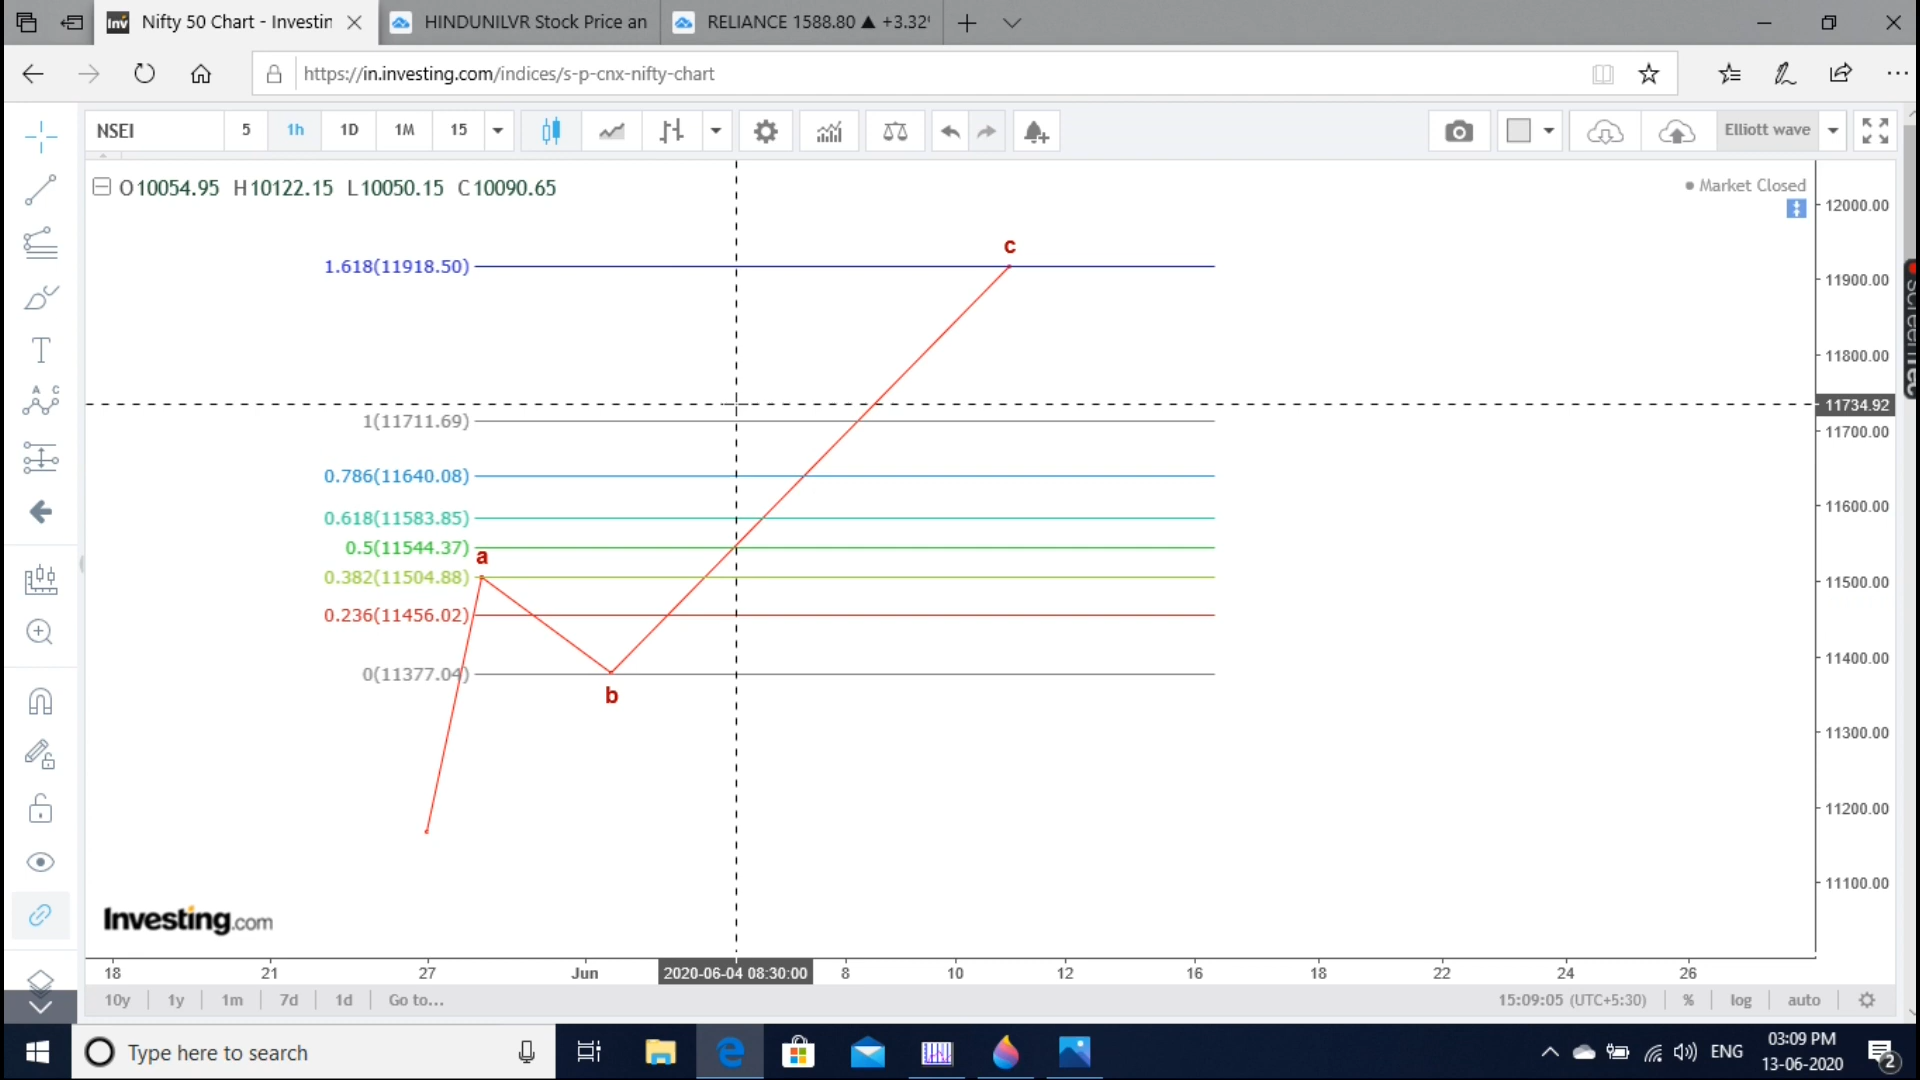 Nifty 50 Chart - Investin
HINDUNILVR Stock Price an
RELIANCE 1588.80 ▲ +3.32%
https://in.investing.com/indices/s-p-cnx-nifty-chart
NSEI 5 1h 1D 1M 15
Elliott wave
O10054.95 H10122.15 L10050.15 C10090.65
Market Closed
12000.00
c
1.618(11918.50)
11900.00
11800.00
11734.92
1(11711.69)
11700.00
0.786(11640.08)
0.618(11583.85)
11600.00
0.5(11544.37)
a
0.382(11504.88)
11500.00
0.236(11456.02)
0(11377.04)
11400.00
b
11300.00
11200.00
11100.00
Investing.com
18 21 27 Jun 2020-06-04 08:30:00 8 10 12 16 18 22 24 26
10y 1y 1m 7d 1d Go to... 15:09:05 (UTC+5:30) % log auto
Type here to search
ENG
03:09 PM
13-06-2020
2